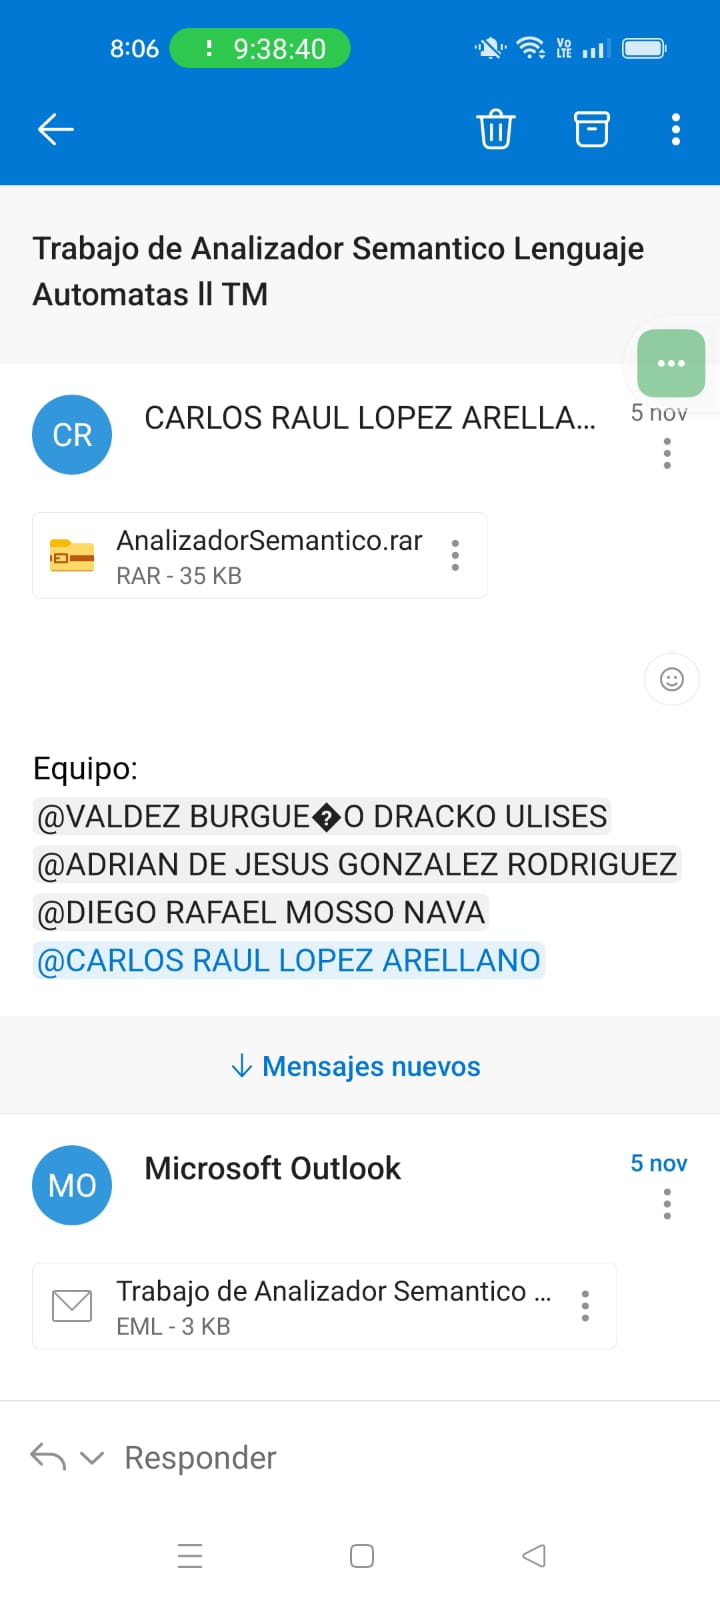 8:06 ! 9:38:40 Vo LTE
Trabajo de Analizador Semantico Lenguaje
Automatas ll TM
CR CARLOS RAUL LOPEZ ARELLA... 5 nov
AnalizadorSemantico.rar
RAR - 35 KB
Equipo:
@VALDEZ BURGUE�O DRACKO ULISES
@ADRIAN DE JESUS GONZALEZ RODRIGUEZ
@DIEGO RAFAEL MOSSO NAVA
@CARLOS RAUL LOPEZ ARELLANO
↓ Mensajes nuevos
MO Microsoft Outlook 5 nov
Trabajo de Analizador Semantico ...
EML - 3 KB
Responder